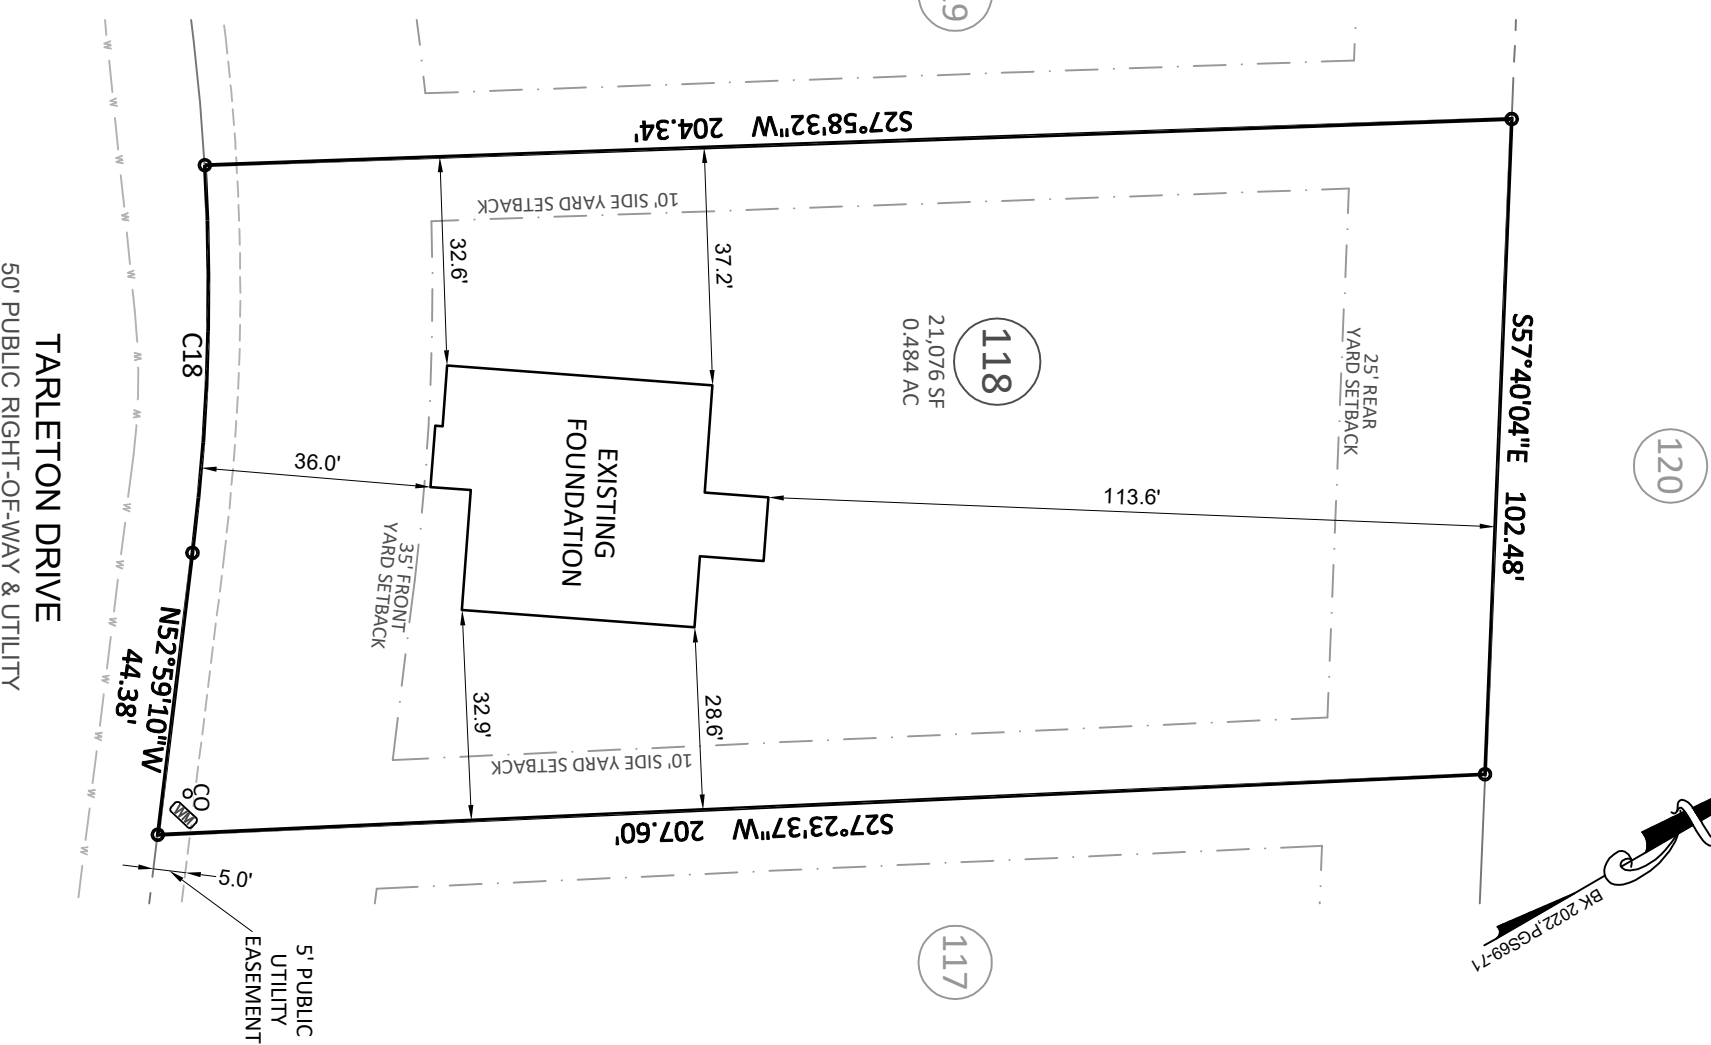 S27°58'32"W 204.34'
10' SIDE YARD SETBACK
32.6'
37.2'
118
21,076 SF
0.484 AC
25' REAR
YARD SETBACK
S57°40'04"E 102.48'
120
C18
TARLETON DRIVE
50' PUBLIC RIGHT-OF-WAY & UTILITY
36.0'
EXISTING
FOUNDATION
113.6'
35' FRONT
YARD SETBACK
N52°59'10"W
44.38'
32.9'
28.6'
10' SIDE YARD SETBACK
CO
WM
S27°23'37"W 207.60'
5.0'
5' PUBLIC
UTILITY
EASEMENT
117
BK 2022,PGS69-71
W
W
W
W
W
W
W
W
W
W
W
W
W